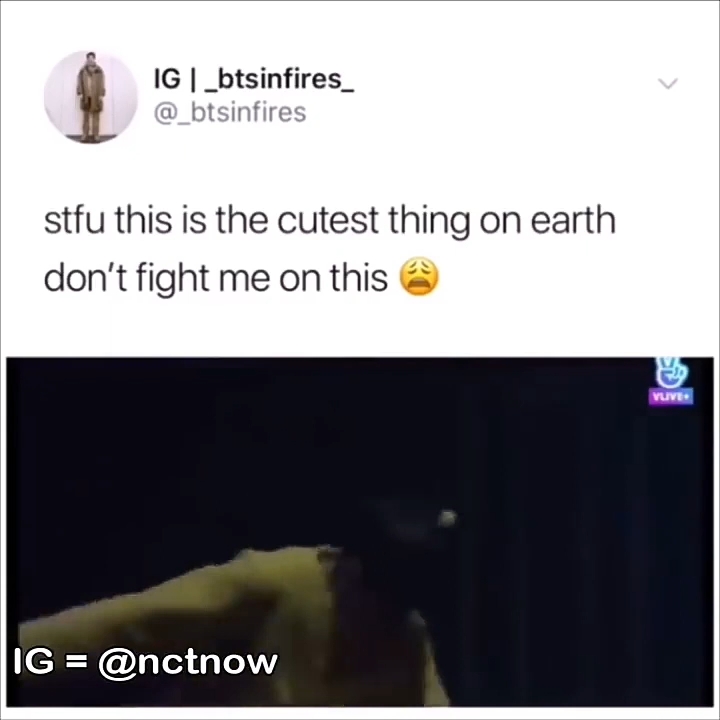 IG | _btsinfires_
@_btsinfires
stfu this is the cutest thing on earth
don't fight me on this 😩
VLIVE+
IG = @nctnow